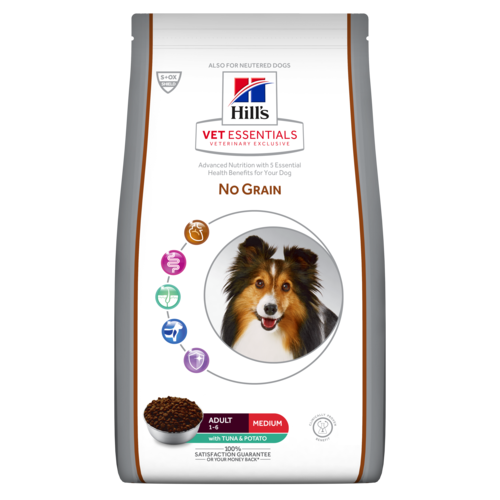 ALSO FOR NEUTERED DOGS
S+OX
Hill's
VET ESSENTIALS
VETERINARY EXCLUSIVE
Advanced Nutrition with 5 Essential
Health Benefits for Your Dog
NO GRAIN
ADULT
1-6
MEDIUM
with TUNA & POTATO
100%
SATISFACTION GUARANTEE
OR YOUR MONEY BACK*